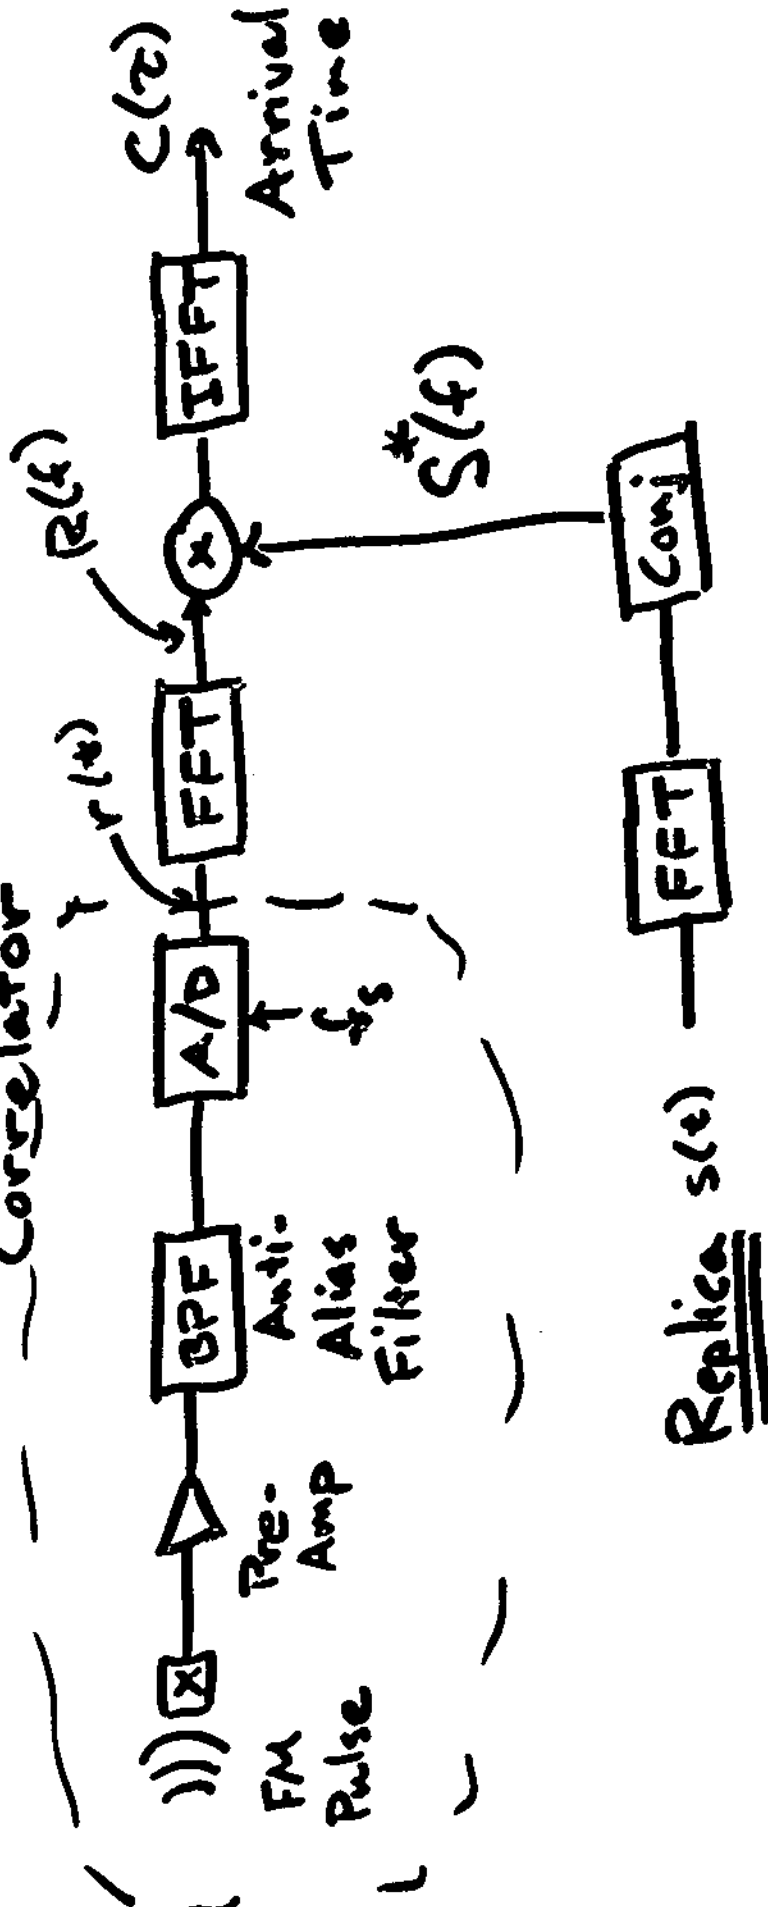 Correlator
r(t)
R(f)
X
BPF
A/D
FFT
x
IFFT
C(τ)
FM
Pulse
Pre-
Amp
Anti-
Alias
Filter
fs
Arrival
Time
S*(f)
Replica s(t)
FFT
Conj